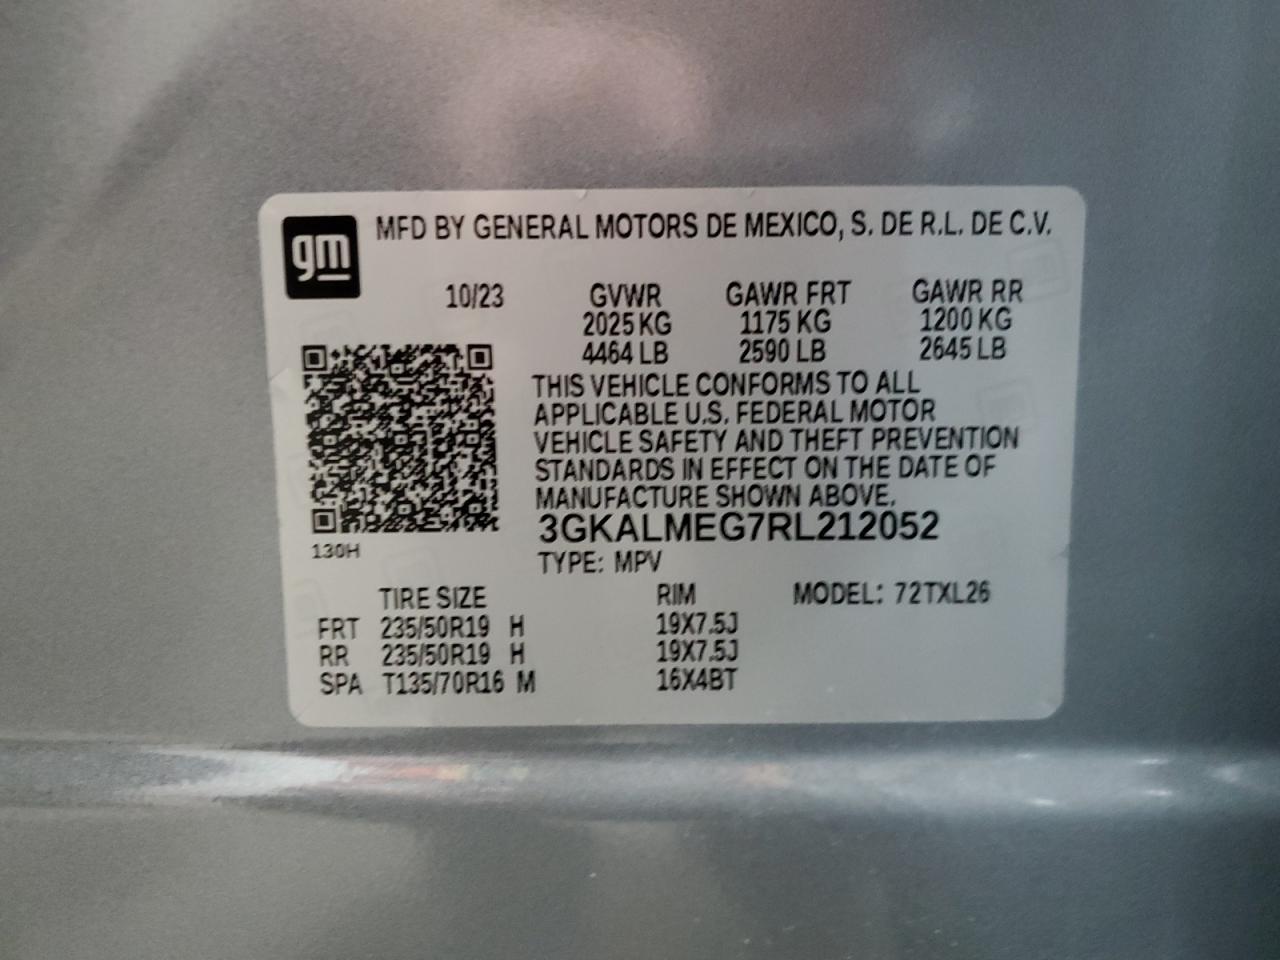 gm
MFD BY GENERAL MOTORS DE MEXICO, S. DE R.L. DE C.V.
10/23 GVWR GAWR FRT GAWR RR
2025 KG 1175 KG 1200 KG
4464 LB 2590 LB 2645 LB
THIS VEHICLE CONFORMS TO ALL
APPLICABLE U.S. FEDERAL MOTOR
VEHICLE SAFETY AND THEFT PREVENTION
STANDARDS IN EFFECT ON THE DATE OF
MANUFACTURE SHOWN ABOVE.
3GKALMEG7RL212052
130H
TYPE: MPV
TIRE SIZE RIM MODEL: 72TXL26
FRT 235/50R19 H 19X7.5J
RR 235/50R19 H 19X7.5J
SPA T135/70R16 M 16X4BT